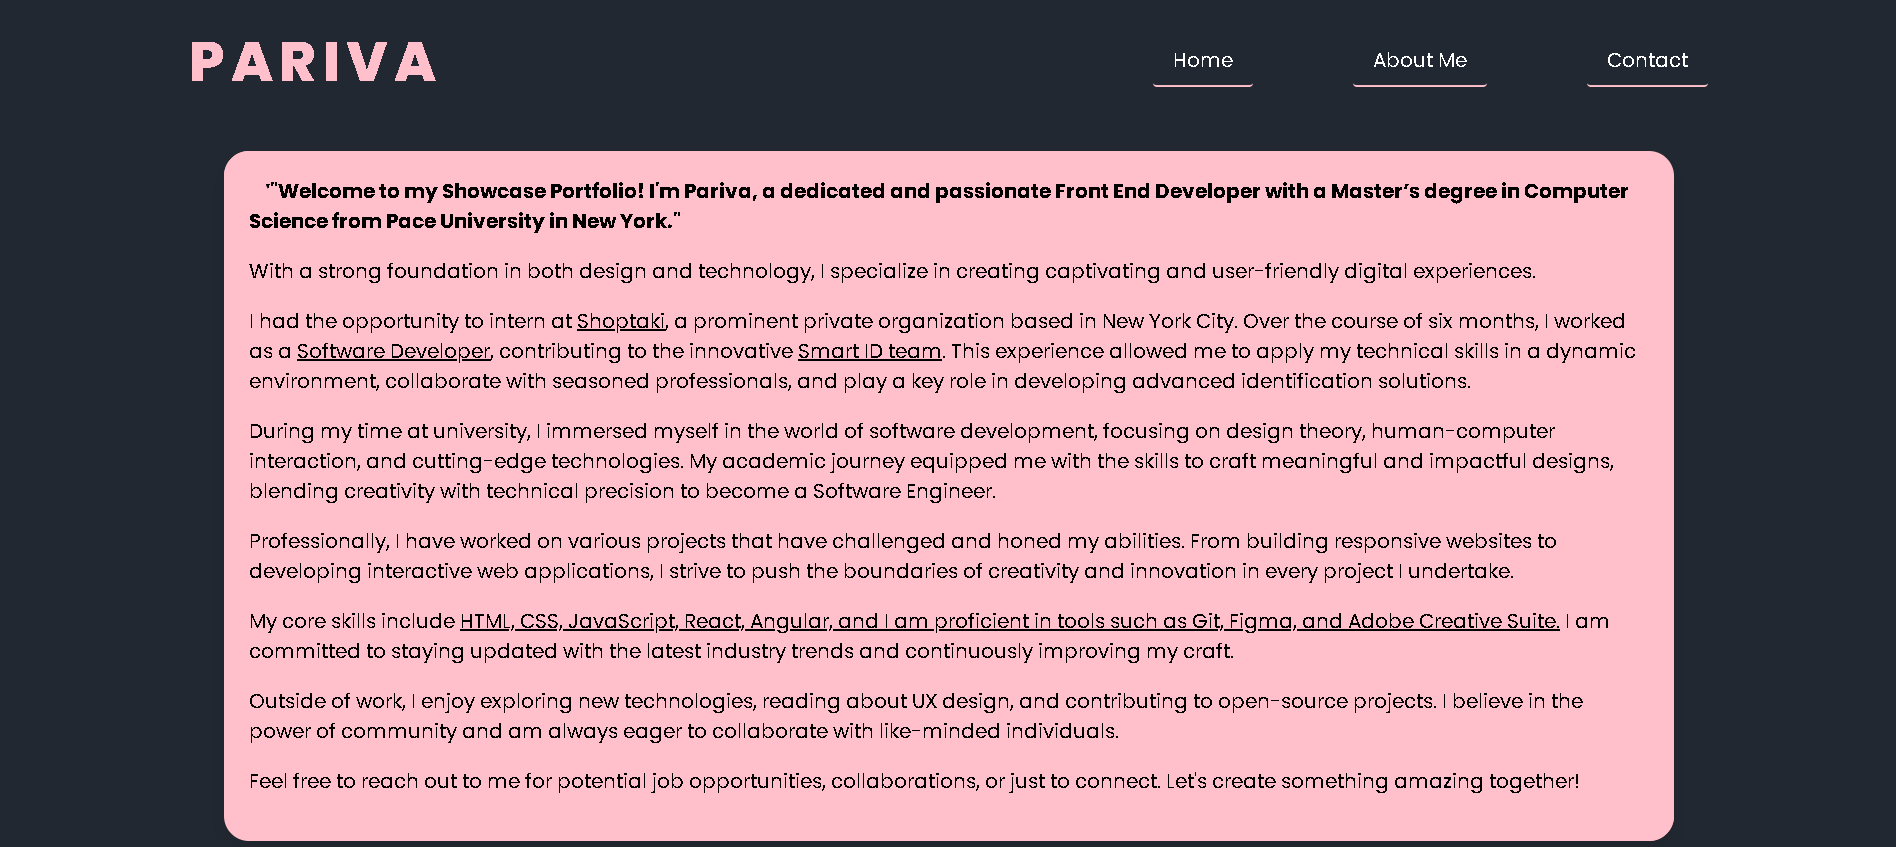 PARIVA
Home
About Me
Contact
'"Welcome to my Showcase Portfolio! I'm Pariva, a dedicated and passionate Front End Developer with a Master’s degree in Computer
Science from Pace University in New York."
With a strong foundation in both design and technology, I specialize in creating captivating and user-friendly digital experiences.
I had the opportunity to intern at Shoptaki, a prominent private organization based in New York City. Over the course of six months, I worked
as a Software Developer, contributing to the innovative Smart ID team. This experience allowed me to apply my technical skills in a dynamic
environment, collaborate with seasoned professionals, and play a key role in developing advanced identification solutions.
During my time at university, I immersed myself in the world of software development, focusing on design theory, human-computer
interaction, and cutting-edge technologies. My academic journey equipped me with the skills to craft meaningful and impactful designs,
blending creativity with technical precision to become a Software Engineer.
Professionally, I have worked on various projects that have challenged and honed my abilities. From building responsive websites to
developing interactive web applications, I strive to push the boundaries of creativity and innovation in every project I undertake.
My core skills include HTML, CSS, JavaScript, React, Angular, and I am proficient in tools such as Git, Figma, and Adobe Creative Suite. I am
committed to staying updated with the latest industry trends and continuously improving my craft.
Outside of work, I enjoy exploring new technologies, reading about UX design, and contributing to open-source projects. I believe in the
power of community and am always eager to collaborate with like-minded individuals.
Feel free to reach out to me for potential job opportunities, collaborations, or just to connect. Let's create something amazing together!